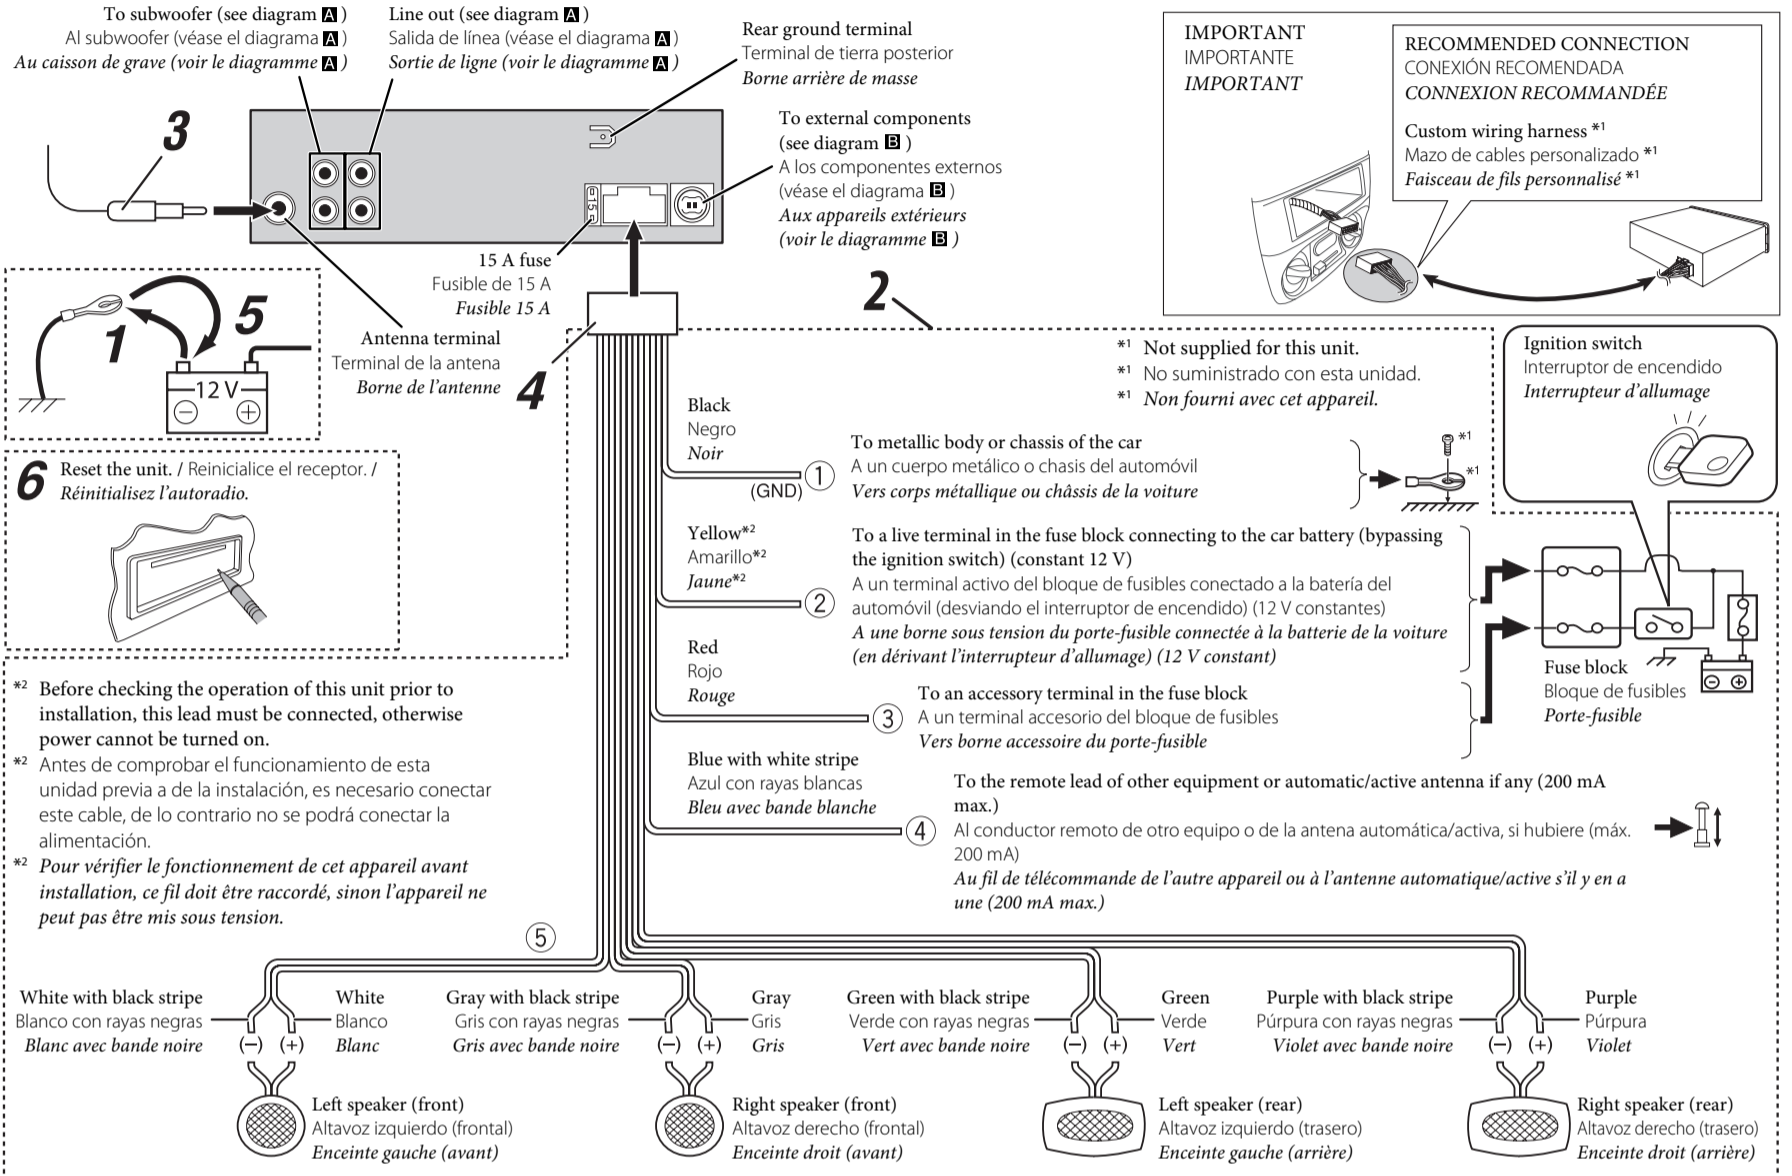 To subwoofer (see diagram A )
Al subwoofer (véase el diagrama A )
Au caisson de grave (voir le diagramme A )
Line out (see diagram A )
Salida de línea (véase el diagrama A )
Sortie de ligne (voir le diagramme A )
Rear ground terminal
Terminal de tierra posterior
Borne arrière de masse
To external components
(see diagram B )
A los componentes externos
(véase el diagrama B )
Aux appareils extérieurs
(voir le diagramme B )
IMPORTANT
IMPORTANTE
IMPORTANT
RECOMMENDED CONNECTION
CONEXIÓN RECOMENDADA
CONNEXION RECOMMANDÉE
Custom wiring harness *1
Mazo de cables personalizado *1
Faisceau de fils personnalisé *1
3
15
15 A fuse
Fusible de 15 A
Fusible 15 A
2
1
5
12 V
− +
Antenna terminal
Terminal de la antena
Borne de l’antenne
4
*1 Not supplied for this unit.
*1 No suministrado con esta unidad.
*1 Non fourni avec cet appareil.
Ignition switch
Interruptor de encendido
Interrupteur d’allumage
6 Reset the unit. / Reinicialice el receptor. /
Réinitialisez l’autoradio.
Black
Negro
Noir
(GND) 1
To metallic body or chassis of the car
A un cuerpo metálico o chasis del automóvil
Vers corps métallique ou châssis de la voiture
*1
*1
Yellow*2
Amarillo*2
Jaune*2
2
To a live terminal in the fuse block connecting to the car battery (bypassing
the ignition switch) (constant 12 V)
A un terminal activo del bloque de fusibles conectado a la batería del
automóvil (desviando el interruptor de encendido) (12 V constantes)
A une borne sous tension du porte-fusible connectée à la batterie de la voiture
(en dérivant l’interrupteur d’allumage) (12 V constant)
Red
Rojo
Rouge
3
To an accessory terminal in the fuse block
A un terminal accesorio del bloque de fusibles
Vers borne accessoire du porte-fusible
Fuse block
Bloque de fusibles
Porte-fusible
− +
Blue with white stripe
Azul con rayas blancas
Bleu avec bande blanche
4
To the remote lead of other equipment or automatic/active antenna if any (200 mA
max.)
Al conductor remoto de otro equipo o de la antena automática/activa, si hubiere (máx.
200 mA)
Au fil de télécommande de l’autre appareil ou à l’antenne automatique/active s’il y en a
une (200 mA max.)
*2 Before checking the operation of this unit prior to
installation, this lead must be connected, otherwise
power cannot be turned on.
*2 Antes de comprobar el funcionamiento de esta
unidad previa a de la instalación, es necesario conectar
este cable, de lo contrario no se podrá conectar la
alimentación.
*2 Pour vérifier le fonctionnement de cet appareil avant
installation, ce fil doit être raccordé, sinon l’appareil ne
peut pas être mis sous tension.
5
White with black stripe
Blanco con rayas negras
Blanc avec bande noire
(−) (+)
White
Blanco
Blanc
Gray with black stripe
Gris con rayas negras
Gris avec bande noire
(−) (+)
Gray
Gris
Gris
Green with black stripe
Verde con rayas negras
Vert avec bande noire
(−) (+)
Green
Verde
Vert
Purple with black stripe
Púrpura con rayas negras
Violet avec bande noire
(−) (+)
Purple
Púrpura
Violet
Left speaker (front)
Altavoz izquierdo (frontal)
Enceinte gauche (avant)
Right speaker (front)
Altavoz derecho (frontal)
Enceinte droit (avant)
Left speaker (rear)
Altavoz izquierdo (trasero)
Enceinte gauche (arrière)
Right speaker (rear)
Altavoz derecho (trasero)
Enceinte droit (arrière)